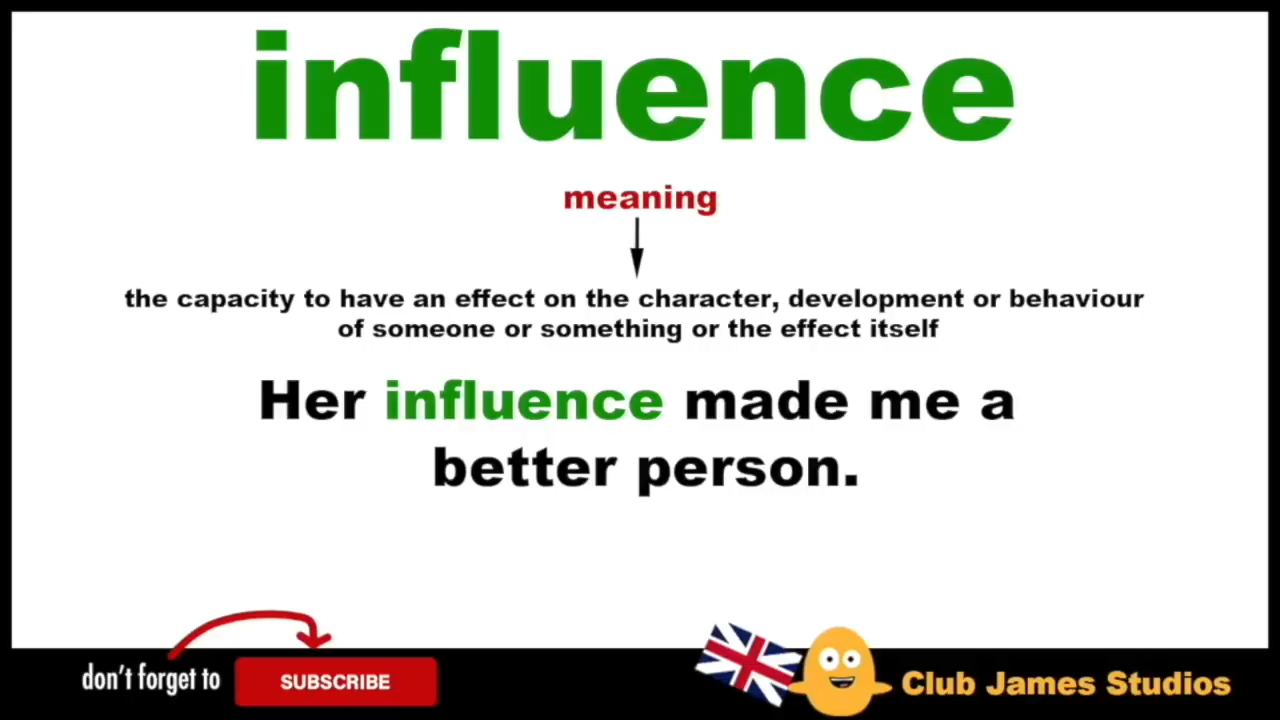 influence
meaning
the capacity to have an effect on the character, development or behaviour
of someone or something or the effect itself
Her influence made me a
better person.
don't forget to
SUBSCRIBE
Club James Studios